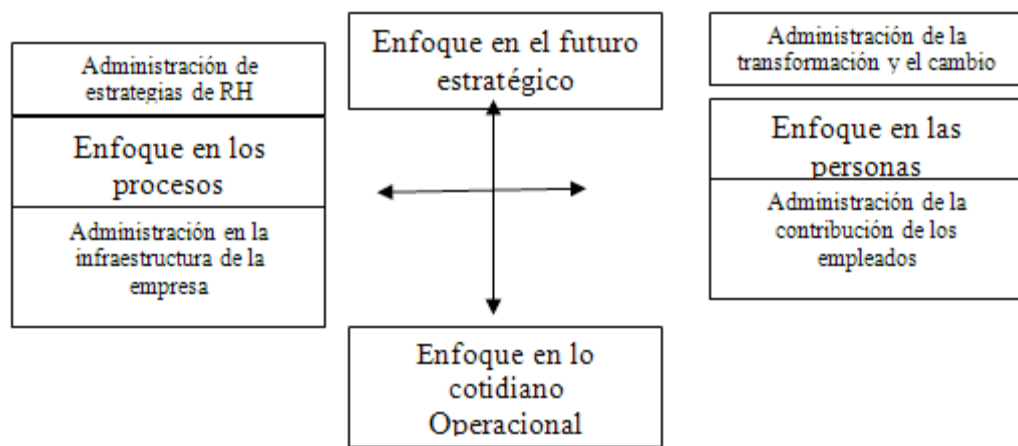 Administración de
estrategias de RH
Enfoque en los
procesos
Administración en la
infraestructura de la
empresa
Enfoque en el futuro
estratégico
Enfoque en lo
cotidiano
Operacional
Administración de la
transformación y el cambio
Enfoque en las
personas
Administración de la
contribución de los
empleados